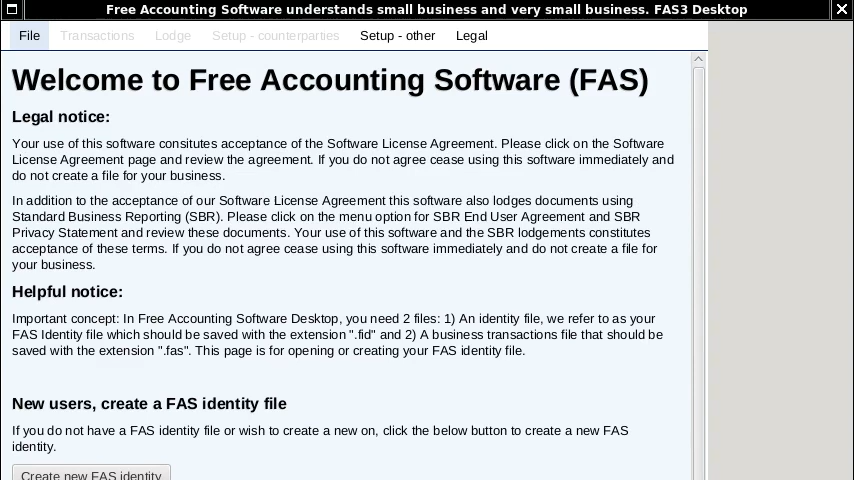 Free Accounting Software understands small business and very small business. FAS3 Desktop
File Transactions Lodge Setup - counterparties Setup - other Legal
Welcome to Free Accounting Software (FAS)
Legal notice:
Your use of this software consitutes acceptance of the Software License Agreement. Please click on the Software
License Agreement page and review the agreement. If you do not agree cease using this software immediately and
do not create a file for your business.
In addition to the acceptance of our Software License Agreement this software also lodges documents using
Standard Business Reporting (SBR). Please click on the menu option for SBR End User Agreement and SBR
Privacy Statement and review these documents. Your use of this software and the SBR lodgements constitutes
acceptance of these terms. If you do not agree cease using this software immediately and do not create a file for
your business.
Helpful notice:
Important concept: In Free Accounting Software Desktop, you need 2 files: 1) An identity file, we refer to as your
FAS Identity file which should be saved with the extension ".fid" and 2) A business transactions file that should be
saved with the extension ".fas". This page is for opening or creating your FAS identity file.
New users, create a FAS identity file
If you do not have a FAS identity file or wish to create a new on, click the below button to create a new FAS
identity.
Create new FAS identity